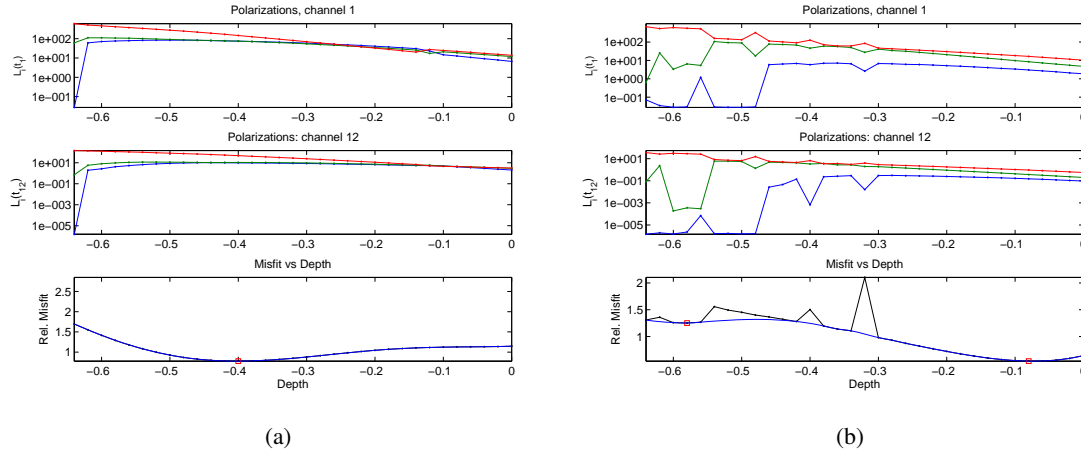 Polarizations, channel 1
1e+002
1e+001
1e+000
1e−001
L_i(t_1)
−0.6 −0.5 −0.4 −0.3 −0.2 −0.1 0
Polarizations: channel 12
1e+001
1e−001
1e−003
1e−005
L_i(t_12)
−0.6 −0.5 −0.4 −0.3 −0.2 −0.1 0
Misfit vs Depth
2.5
2
1.5
1
Rel. Misfit
−0.6 −0.5 −0.4 −0.3 −0.2 −0.1 0
Depth
(a)
Polarizations, channel 1
1e+002
1e+001
1e+000
1e−001
L_i(t_1)
−0.6 −0.5 −0.4 −0.3 −0.2 −0.1 0
Polarizations: channel 12
1e+001
1e−001
1e−003
1e−005
L_i(t_12)
−0.6 −0.5 −0.4 −0.3 −0.2 −0.1 0
Misfit vs Depth
2
1.5
1
Rel. Misfit
−0.6 −0.5 −0.4 −0.3 −0.2 −0.1 0
Depth
(b)